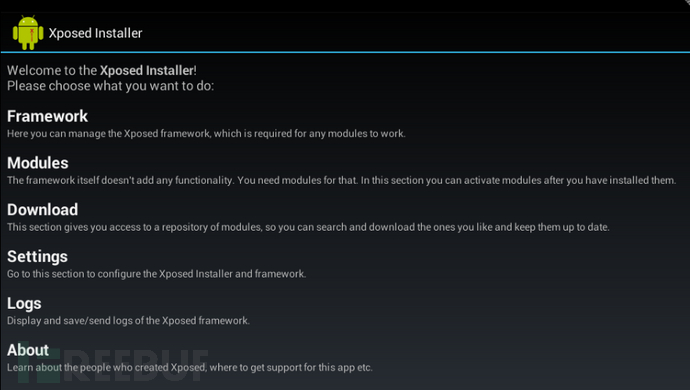 Xposed Installer
Welcome to the Xposed Installer!
Please choose what you want to do:
Framework
Here you can manage the Xposed framework, which is required for any modules to work.
Modules
The framework itself doesn't add any functionality. You need modules for that. In this section you can activate modules after you have installed them.
Download
This section gives you access to a repository of modules, so you can search and download the ones you like and keep them up to date.
Settings
Go to this section to configure the Xposed Installer and framework.
Logs
Display and save/send logs of the Xposed framework.
About
REEBUF
Learn about the people who created Xposed, where to get support for this app etc.